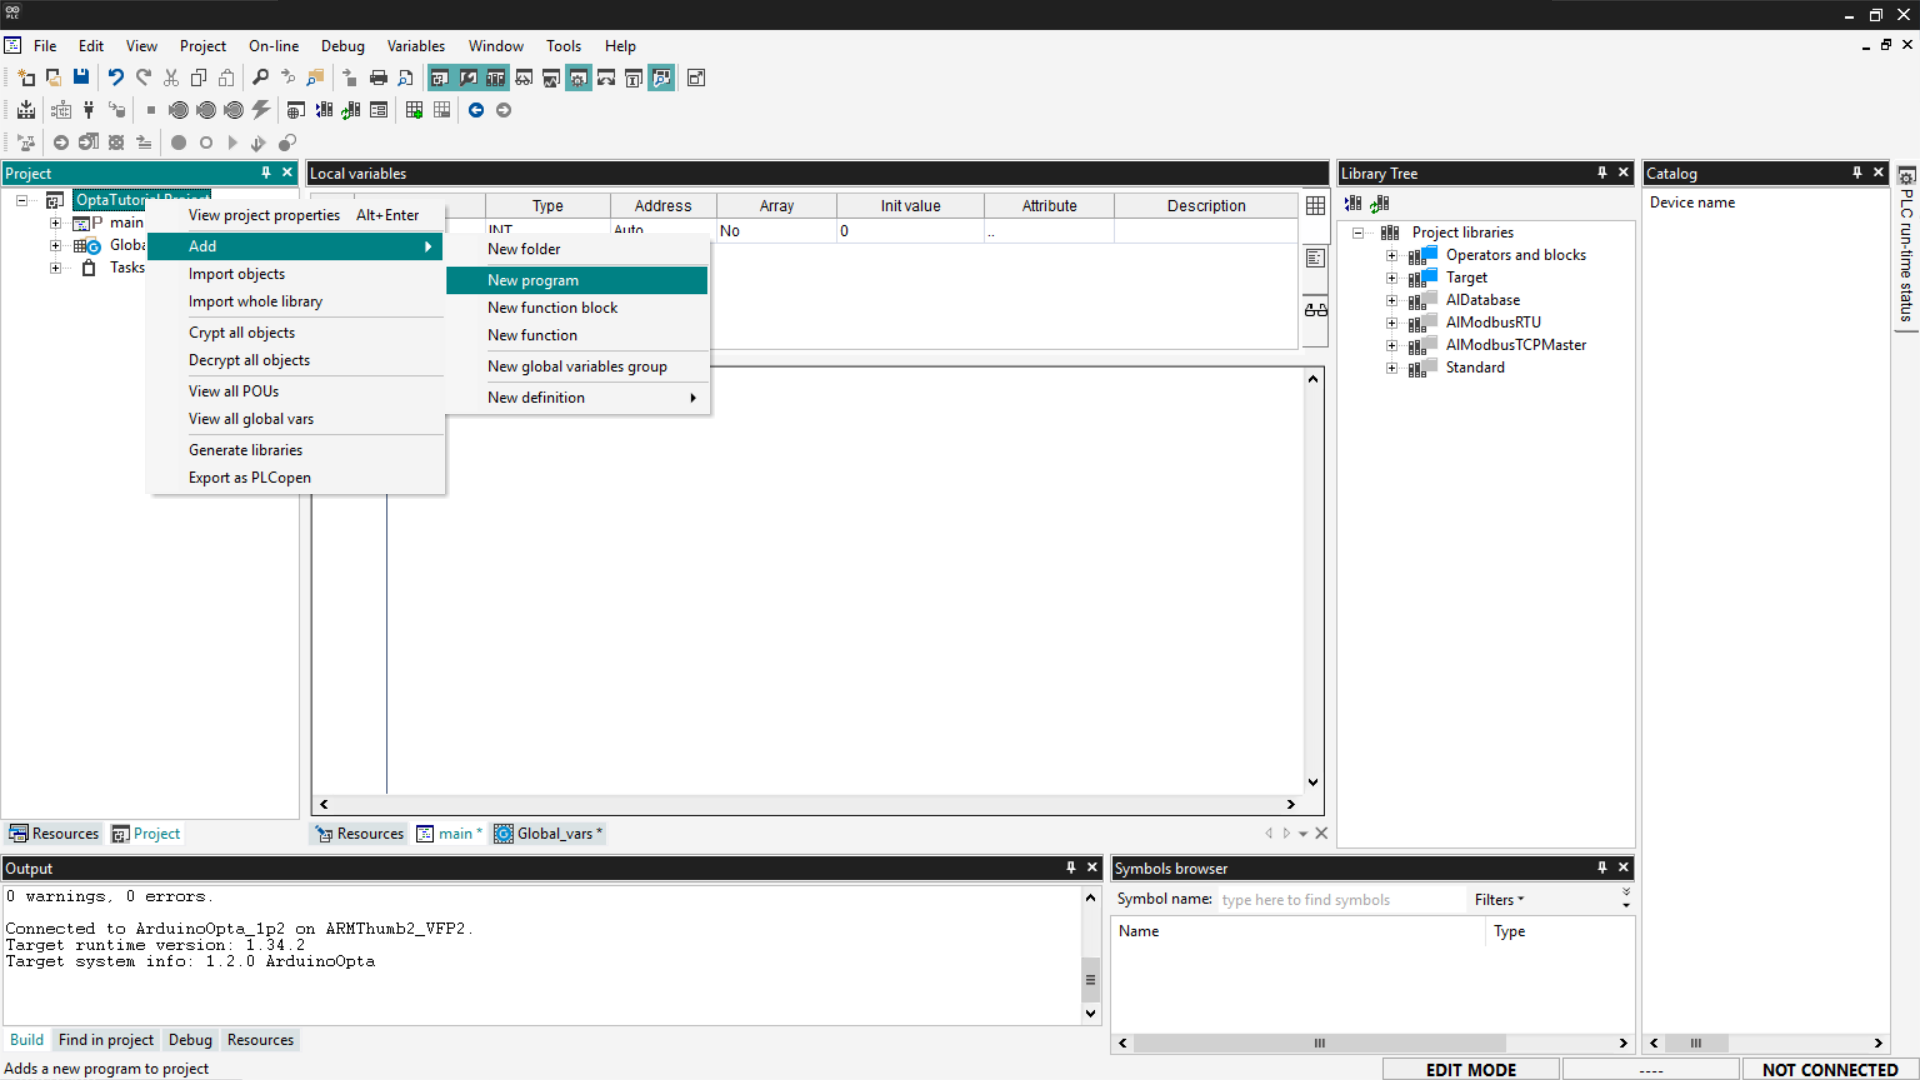 PLC
File Edit View Project On-line Debug Variables Window Tools Help
Project
OptaTutorial Project
main
Globa
Tasks
View project properties Alt+Enter
Add
Import objects
Import whole library
Crypt all objects
Decrypt all objects
View all POUs
View all global vars
Generate libraries
Export as PLCopen
New folder
New program
New function block
New function
New global variables group
New definition
Local variables
Type Address Array Init value Attribute Description
INT Auto No 0 ..
Library Tree
Project libraries
Operators and blocks
Target
AlDatabase
AlModbusRTU
AlModbusTCPMaster
Standard
Catalog
Device name
PLC run-time status
Resources Project
Resources main * Global_vars *
Output
0 warnings, 0 errors.
Connected to ArduinoOpta_1p2 on ARMThumb2_VFP2.
Target runtime version: 1.34.2
Target system info: 1.2.0 ArduinoOpta
Build Find in project Debug Resources
Symbols browser
Symbol name: type here to find symbols Filters
Name Type
Adds a new program to project
EDIT MODE ---- NOT CONNECTED